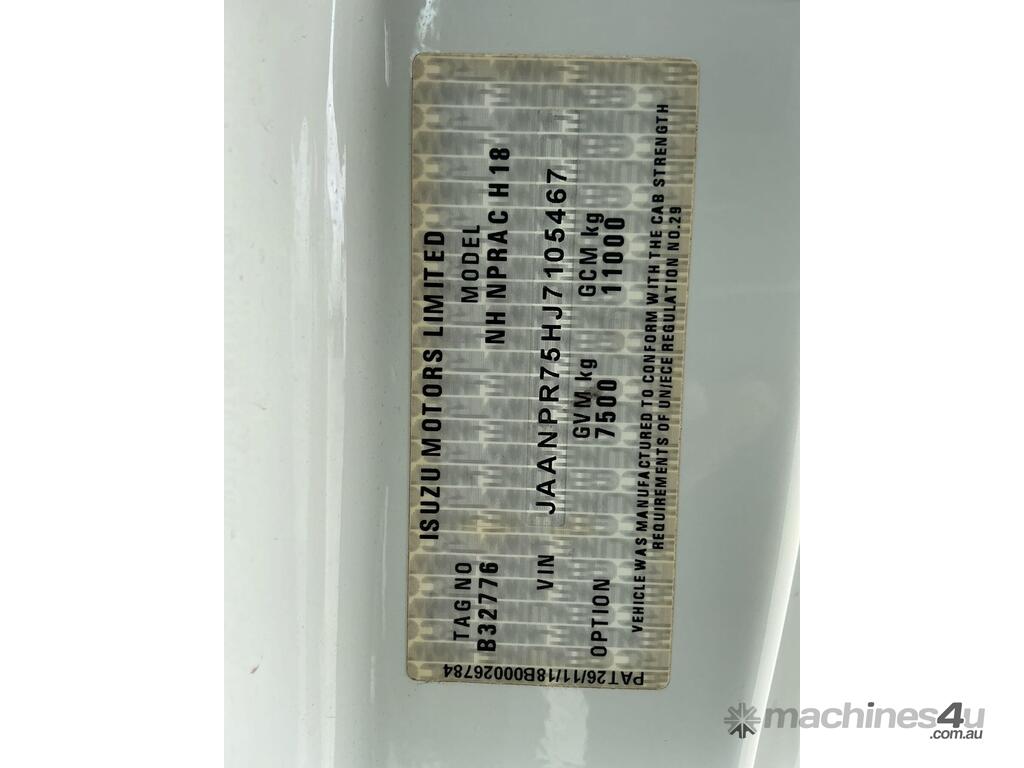 ISUZU MOTORS LIMITED
TAG NO MODEL
B32776 NH NPRAC H18
VIN JAANPR75HJ7105467
GVM kg GCM kg
OPTION 7500 11000
VEHICLE WAS MANUFACTURED TO CONFORM WITH THE CAB STRENGTH
REQUIREMENTS OF UN/ECE REGULATION NO.29
PAT26/11/18B00026784
machines4u
.com.au